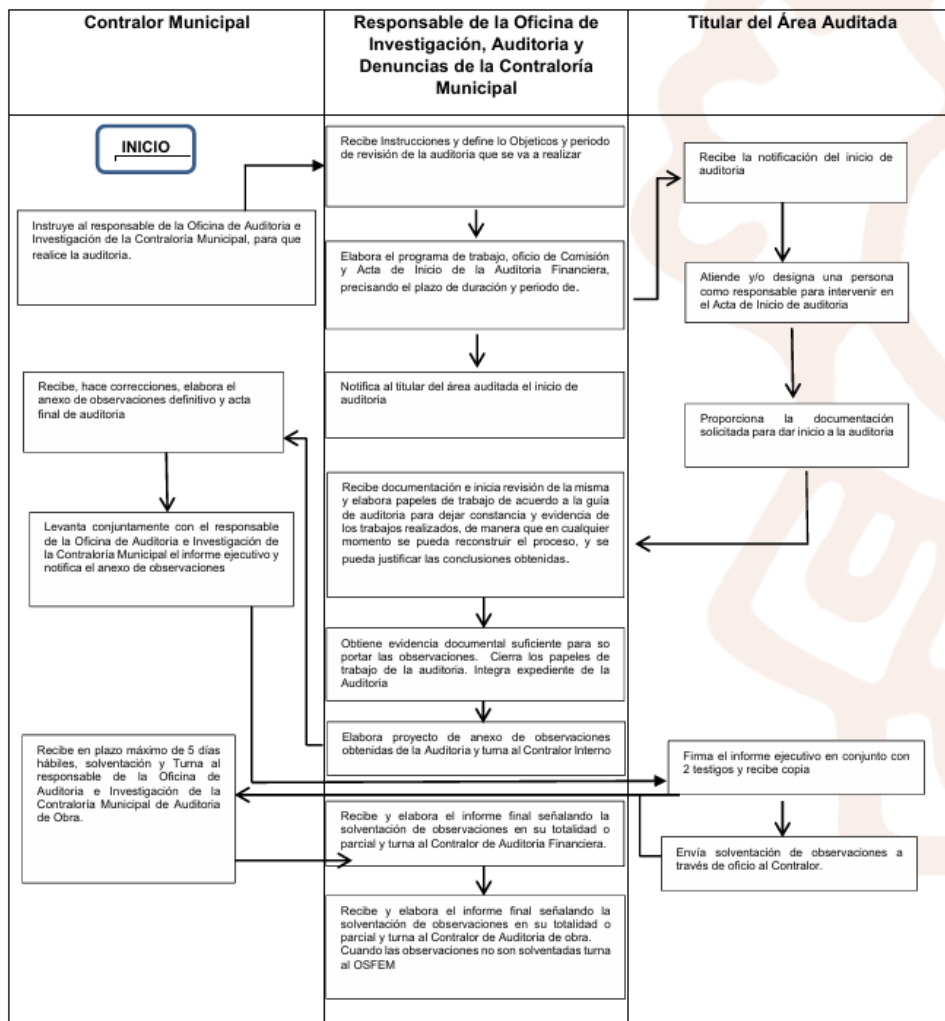 Contralor Municipal
Responsable de la Oficina de
Investigación, Auditoria y
Denuncias de la Contraloría
Municipal
Titular del Área Auditada
INICIO
Instruye al responsable de la Oficina de Auditoria e
Investigación de la Contraloría Municipal, para que
realice la auditoria.
Recibe Instrucciones y define lo Objeticos y periodo
de revisión de la auditoria que se va a realizar
Elabora el programa de trabajo, oficio de Comisión
y Acta de Inicio de la Auditoria Financiera,
precisando el plazo de duración y periodo de.
Notifica al titular del área auditada el inicio de
auditoria
Recibe la notificación del inicio de
auditoria
Atiende y/o designa una persona
como responsable para intervenir en
el Acta de Inicio de auditoria
Proporciona la documentación
solicitada para dar inicio a la auditoria
Recibe documentación e inicia revisión de la misma
y elabora papeles de trabajo de acuerdo a la guía
de auditoria para dejar constancia y evidencia de
los trabajos realizados, de manera que en cualquier
momento se pueda reconstruir el proceso, y se
pueda justificar las conclusiones obtenidas.
Obtiene evidencia documental suficiente para so
portar las observaciones. Cierra los papeles de
trabajo de la auditoria. Integra expediente de la
Auditoria
Elabora proyecto de anexo de observaciones
obtenidas de la Auditoria y turna al Contralor Interno
Recibe, hace correcciones, elabora el
anexo de observaciones definitivo y acta
final de auditoria
Levanta conjuntamente con el responsable
de la Oficina de Auditoria e Investigación de
la Contraloría Municipal el informe ejecutivo y
notifica el anexo de observaciones
Firma el informe ejecutivo en conjunto con
2 testigos y recibe copia
Envía solventación de observaciones a
través de oficio al Contralor.
Recibe en plazo máximo de 5 días
hábiles, solventación y Turna al
responsable de la Oficina de
Auditoria e Investigación de la
Contraloría Municipal de Auditoria
de Obra.
Recibe y elabora el informe final señalando la
solventación de observaciones en su totalidad o
parcial y turna al Contralor de Auditoria Financiera.
Recibe y elabora el informe final señalando la
solventación de observaciones en su totalidad o
parcial y turna al Contralor de Auditoria de obra.
Cuando las observaciones no son solventadas turna
al OSFEM